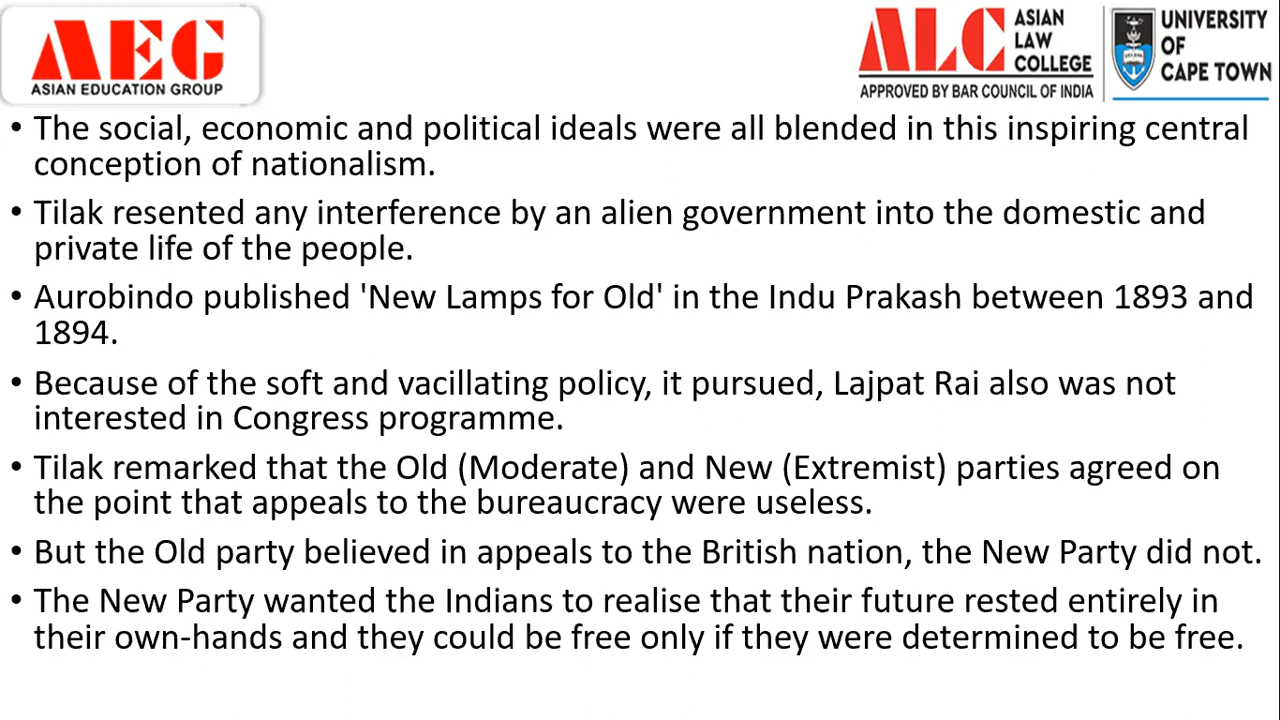 AEG
ASIAN EDUCATION GROUP
ALC
ASIAN
LAW
COLLEGE
APPROVED BY BAR COUNCIL OF INDIA
UNIVERSITY
OF
CAPE TOWN
• The social, economic and political ideals were all blended in this inspiring central
conception of nationalism.
• Tilak resented any interference by an alien government into the domestic and
private life of the people.
• Aurobindo published 'New Lamps for Old' in the Indu Prakash between 1893 and
1894.
• Because of the soft and vacillating policy, it pursued, Lajpat Rai also was not
interested in Congress programme.
• Tilak remarked that the Old (Moderate) and New (Extremist) parties agreed on
the point that appeals to the bureaucracy were useless.
• But the Old party believed in appeals to the British nation, the New Party did not.
• The New Party wanted the Indians to realise that their future rested entirely in
their own-hands and they could be free only if they were determined to be free.